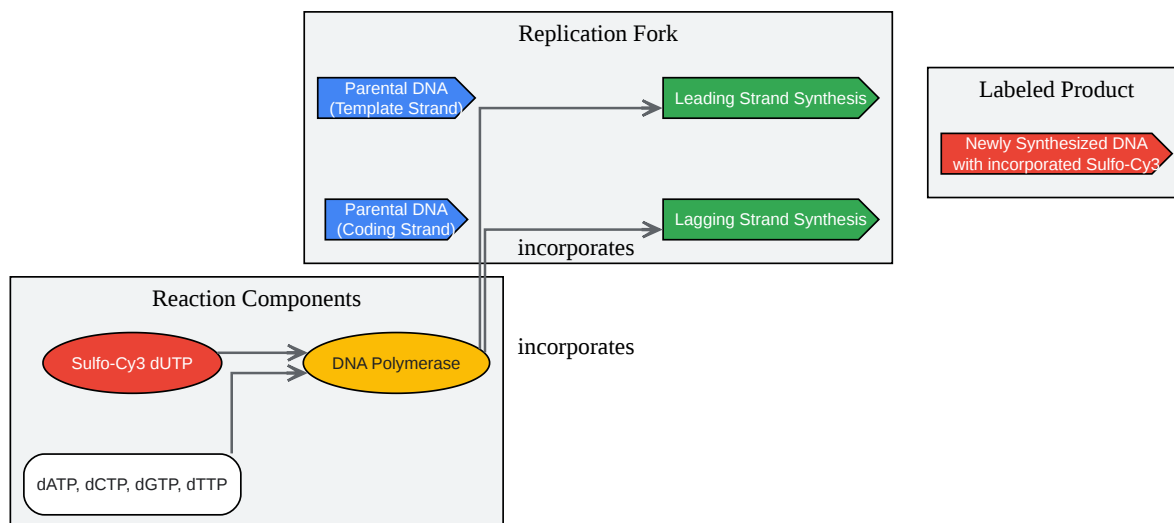 Replication Fork
Parental DNA
(Template Strand)
Leading Strand Synthesis
Parental DNA
(Coding Strand)
Lagging Strand Synthesis
incorporates
Labeled Product
Newly Synthesized DNA
with incorporated Sulfo-Cy3
Reaction Components
Sulfo-Cy3 dUTP
DNA Polymerase
incorporates
dATP, dCTP, dGTP, dTTP